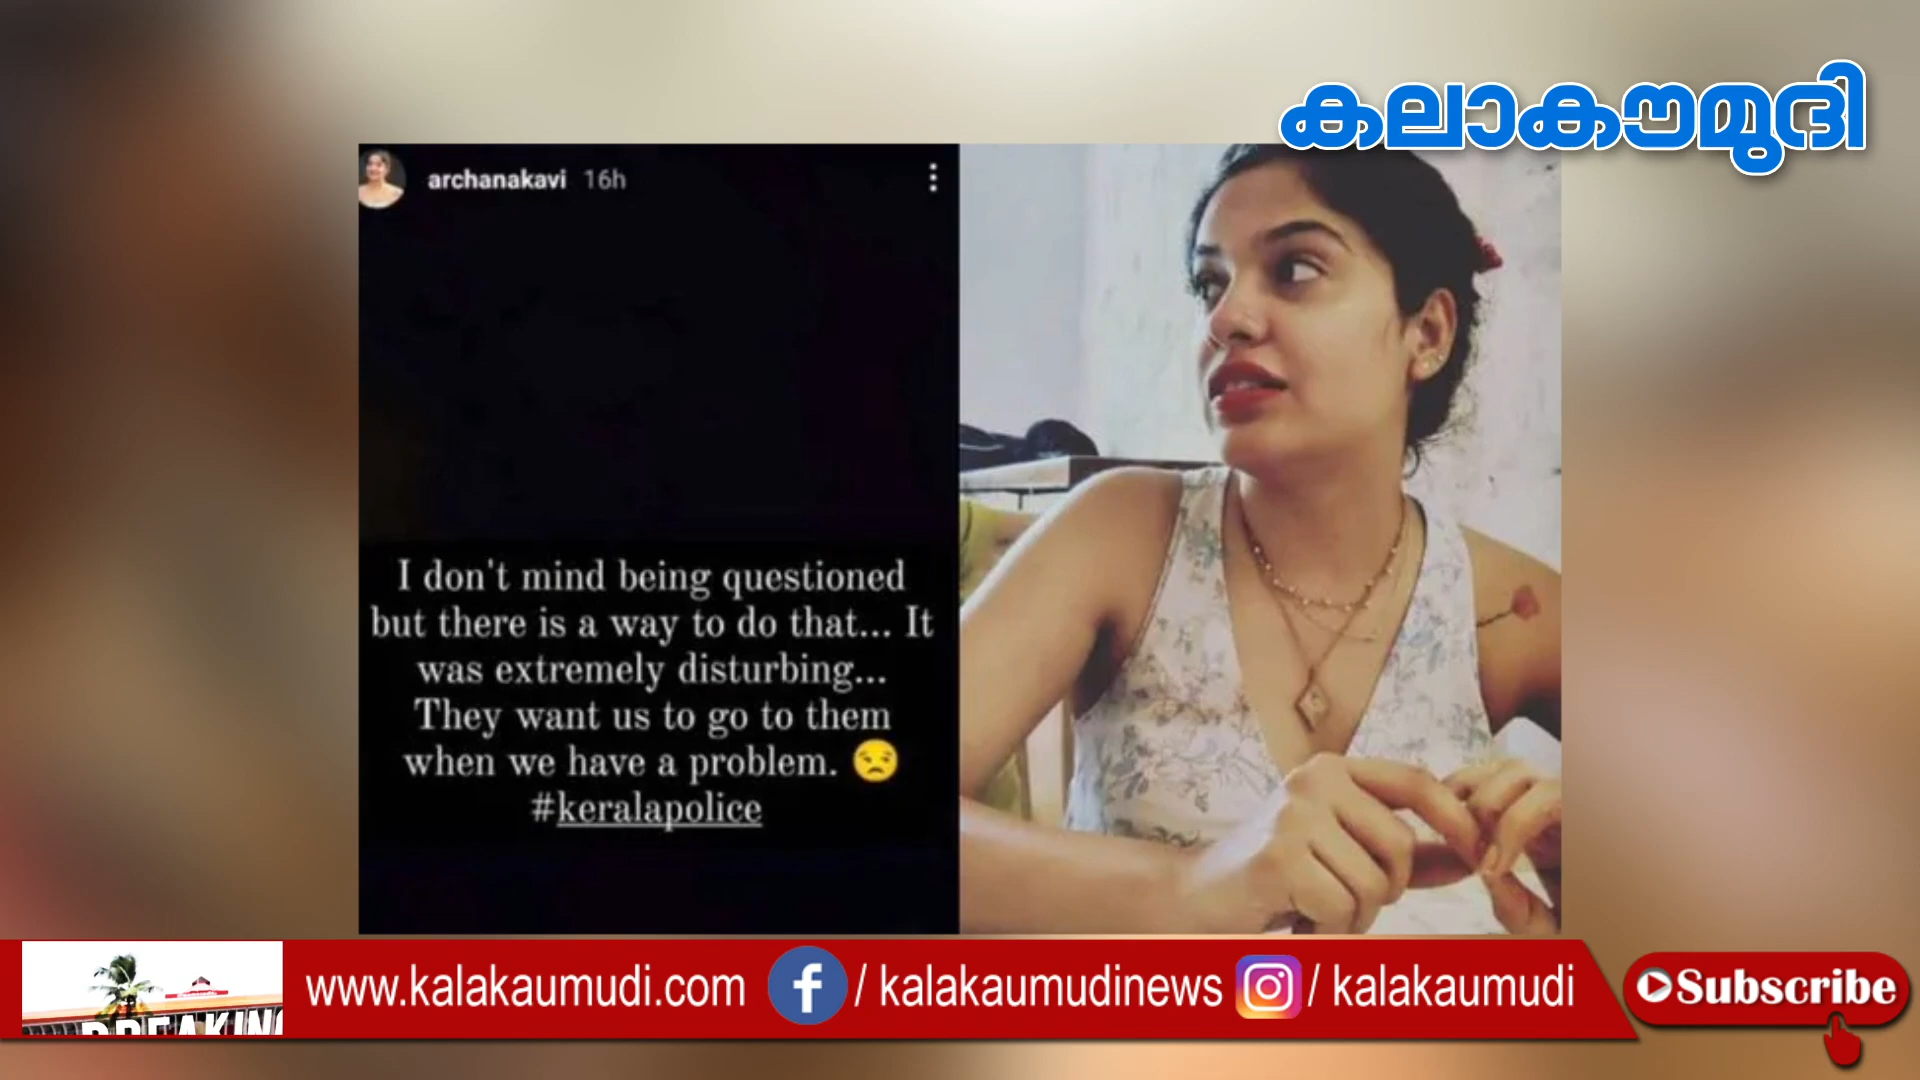 കലാകൗമുദി
archanakavi 16h
I don't mind being questioned
but there is a way to do that... It
was extremely disturbing...
They want us to go to them
when we have a problem. 😒
#keralapolice
www.kalakaumudi.com
/ kalakaumudinews
/ kalakaumudi
Subscribe